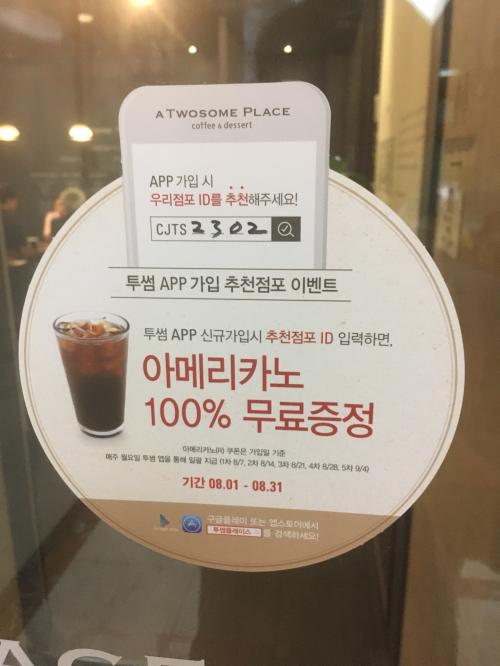 A TWOSOME PLACE
coffee & dessert
APP 가입 시
우리점포 ID를 추천해주세요!
CJTS 2302
투썸 APP 가입 추천점포 이벤트
투썸 APP 신규가입시 추천점포 ID 입력하면,
아메리카노
100% 무료증정
아메리카노(R) 쿠폰은 가입일 기준
매주 월요일 투썸 앱을 통해 일괄 지급 (1차 8/7, 2차 8/14, 3차 8/21, 4차 8/28, 5차 9/4)
기간 08.01 - 08.31
구글플레이 또는 앱스토어에서
투썸플레이스 를 검색하세요!